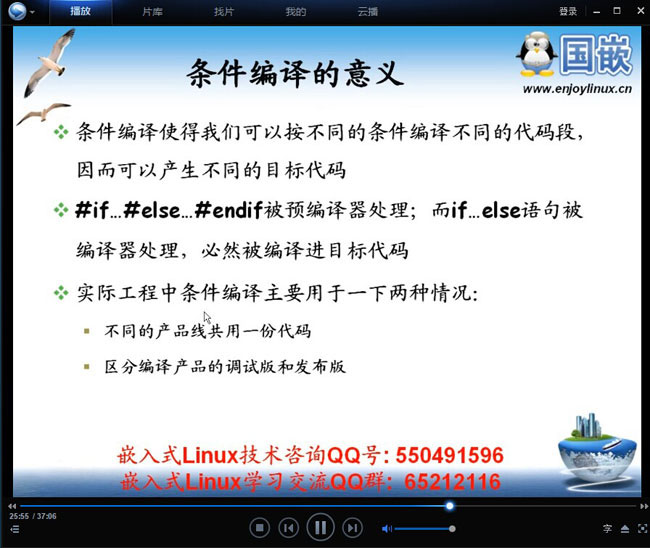 播放 片库 找片 我的 云播 登录
国嵌
www.enjoylinux.cn
条件编译的意义
条件编译使得我们可以按不同的条件编译不同的代码段，
因而可以产生不同的目标代码
#if…#else…#endif被预编译器处理；而if…else语句被
编译器处理，必然被编译进目标代码
实际工程中条件编译主要用于一下两种情况：
不同的产品线共用一份代码
区分编译产品的调试版和发布版
嵌入式Linux技术咨询QQ号: 550491596
嵌入式Linux学习交流QQ群: 65212116
25:55 / 37:06
字